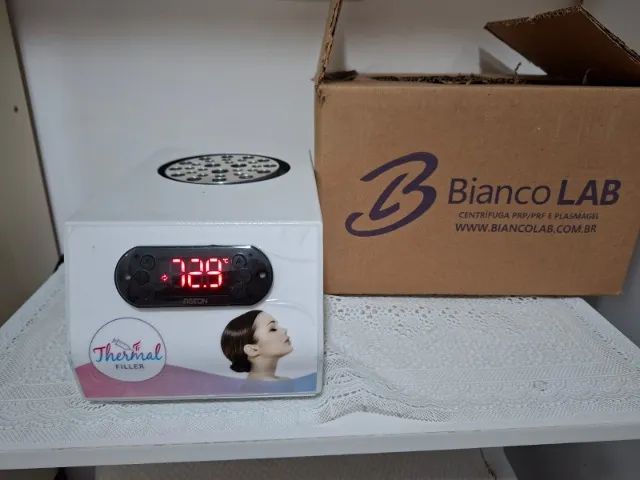 72.9 °C
Thermal
FILLER
Bianco LAB
CENTRÍFUGA PRP/PRF E PLASMAGEL
WWW.BIANCOLAB.COM.BR